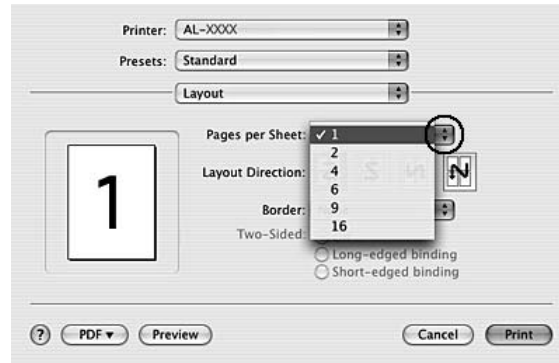 Printer: AL-XXXX
Presets: Standard
Layout
Pages per Sheet: ✓ 1
2
4
6
9
16
Layout Direction:
Border:
Two-Sided:
Long-edged binding
Short-edged binding
1
? PDF ▼ Preview Cancel Print